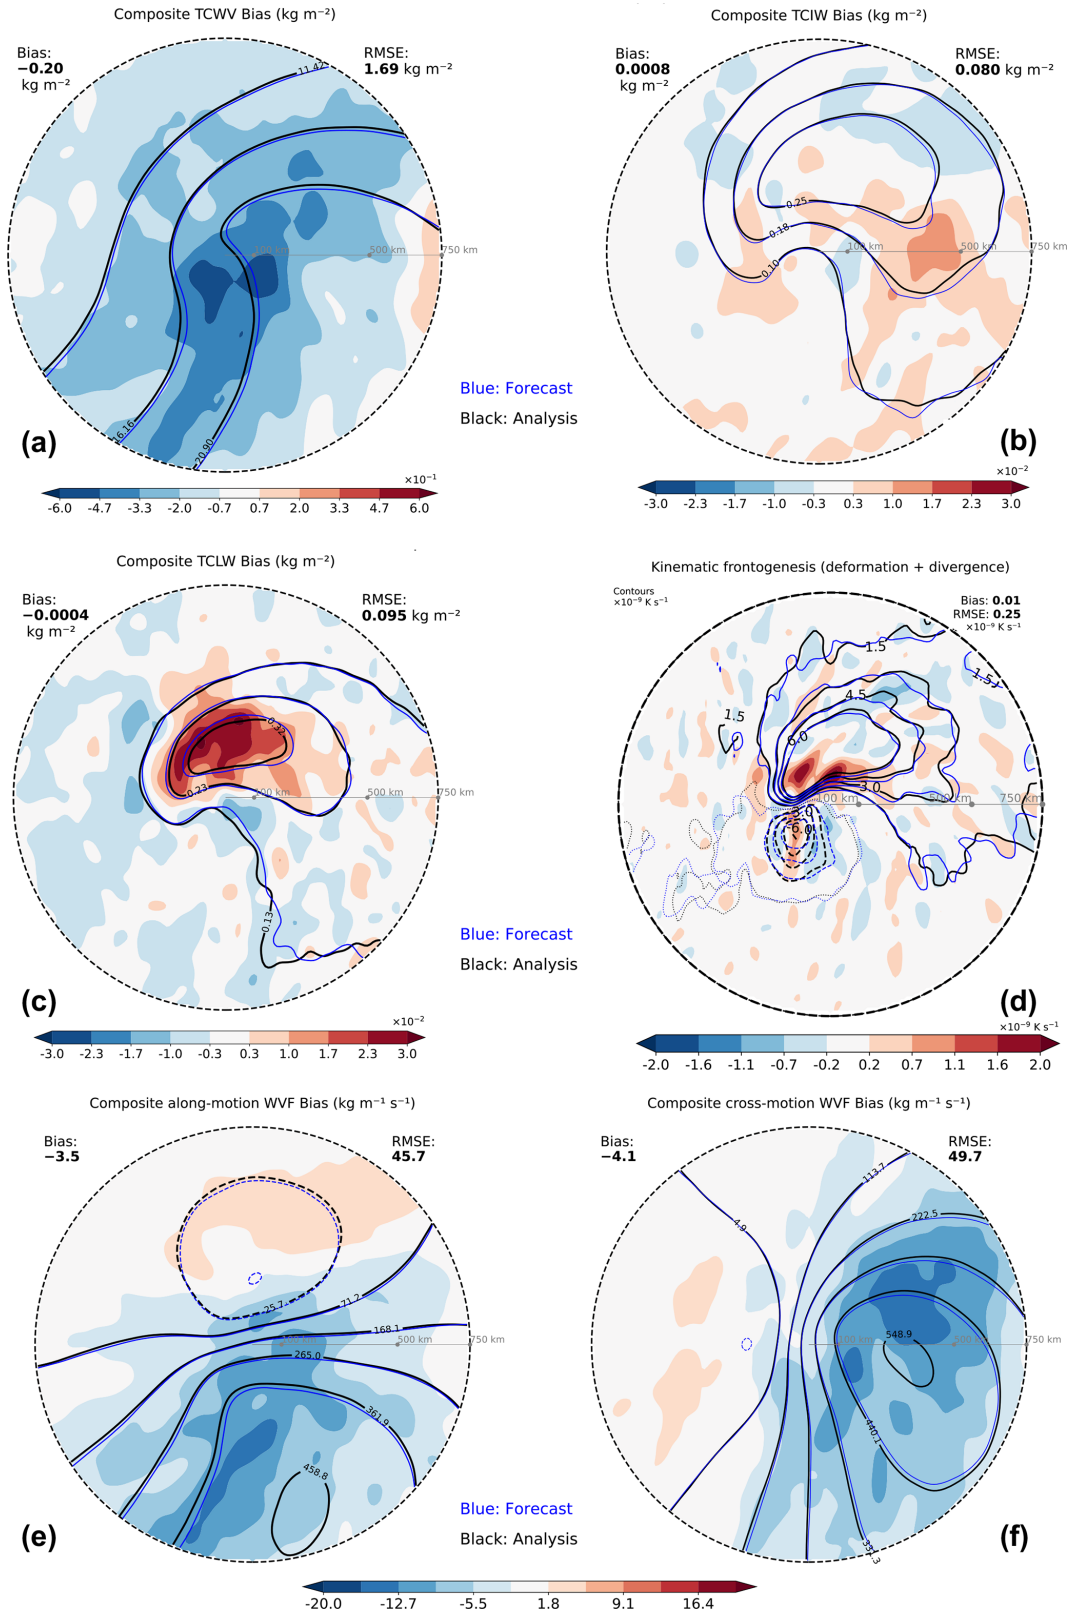 Composite TCWV Bias (kg m⁻²)
Bias:
−0.20
kg m⁻²
RMSE:
1.69 kg m⁻²
11.42
100 km
500 km
750 km
16.16
20.90
Blue: Forecast
Black: Analysis
(a)
×10⁻¹
-6.0 -4.7 -3.3 -2.0 -0.7 0.7 2.0 3.3 4.7 6.0
Composite TCIW Bias (kg m⁻²)
Bias:
0.0008
kg m⁻²
RMSE:
0.080 kg m⁻²
0.25
0.18
0.10
100 km
500 km
750 km
(b)
×10⁻²
-3.0 -2.3 -1.7 -1.0 -0.3 0.3 1.0 1.7 2.3 3.0
Composite TCLW Bias (kg m⁻²)
Bias:
−0.0004
kg m⁻²
RMSE:
0.095 kg m⁻²
0.32
0.23
100 km
500 km
750 km
0.13
Blue: Forecast
Black: Analysis
(c)
×10⁻²
-3.0 -2.3 -1.7 -1.0 -0.3 0.3 1.0 1.7 2.3 3.0
Kinematic frontogenesis (deformation + divergence)
Contours
×10⁻⁹ K s⁻¹
Bias: 0.01
RMSE: 0.25
×10⁻⁹ K s⁻¹
1.5
1.5
4.5
1.5
6.0
3.0
100 km
500 km
750 km
-3.0
-6.0
(d)
×10⁻⁹ K s⁻¹
-2.0 -1.6 -1.1 -0.7 -0.2 0.2 0.7 1.1 1.6 2.0
Composite along-motion WVF Bias (kg m⁻¹ s⁻¹)
Bias:
−3.5
RMSE:
45.7
-25.7
71.2
168.1
100 km
500 km
750 km
265.0
361.9
458.8
Blue: Forecast
Black: Analysis
(e)
Composite cross-motion WVF Bias (kg m⁻¹ s⁻¹)
Bias:
−4.1
RMSE:
49.7
113.7
4.9
222.5
548.9
100 km
500 km
750 km
440.1
331.3
(f)
-20.0 -12.7 -5.5 1.8 9.1 16.4